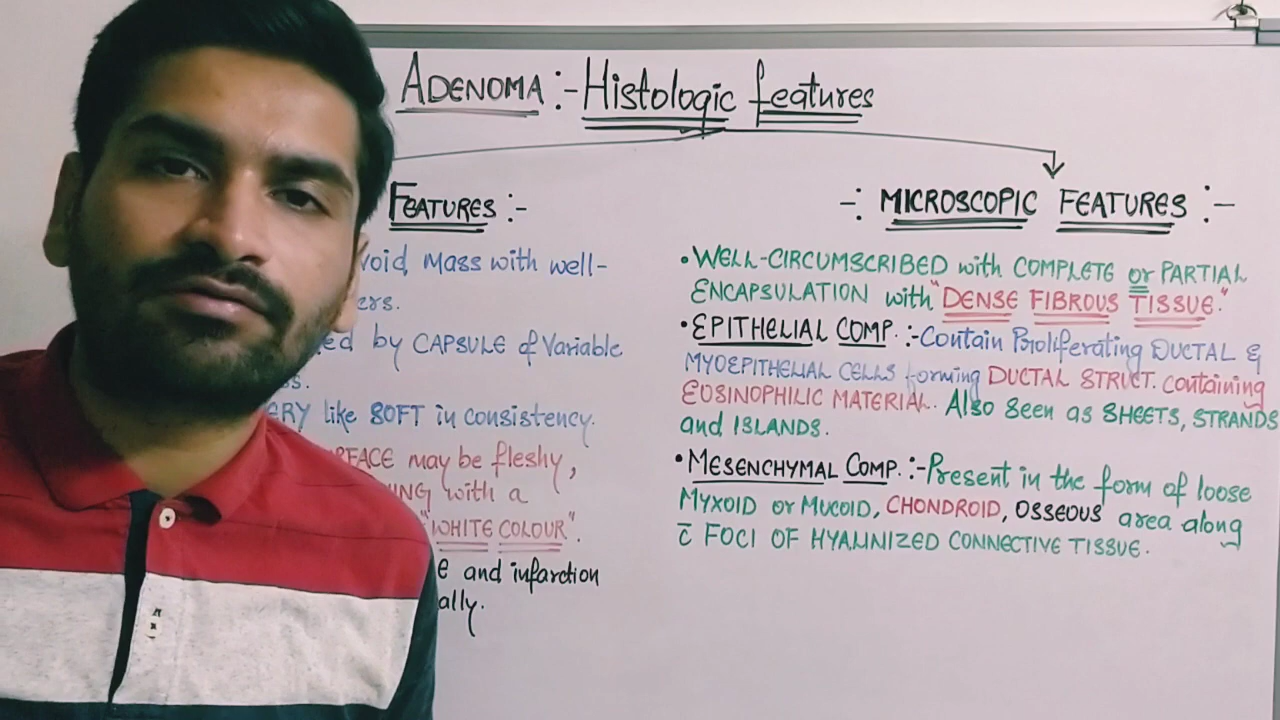 ADENOMA :- Histologic features
FEATURES :-
void mass with well-
ers.
ed by CAPSULE of Variable
ss.
ERY like SOFT in consistency.
RFACE may be fleshy,
NING with a
"WHITE COLOUR".
e and infarction
ally.
-: MICROSCOPIC FEATURES :-
• WELL-CIRCUMSCRIBED with COMPLETE or PARTIAL
ENCAPSULATION with "DENSE FIBROUS TISSUE."
• EPITHELIAL COMP. :- Contain Proliferating DUCTAL &
MYOEPITHELIAL CELLS forming DUCTAL STRUCT. containing
EOSINOPHILIC MATERIAL. Also Seen as SHEETS, STRANDS
and ISLANDS.
• MESENCHYMAL COMP. :- Present in the form of loose
MYXOID or MUCOID, CHONDROID, OSSEOUS area along
c̄ FOCI OF HYALINIZED CONNECTIVE TISSUE.